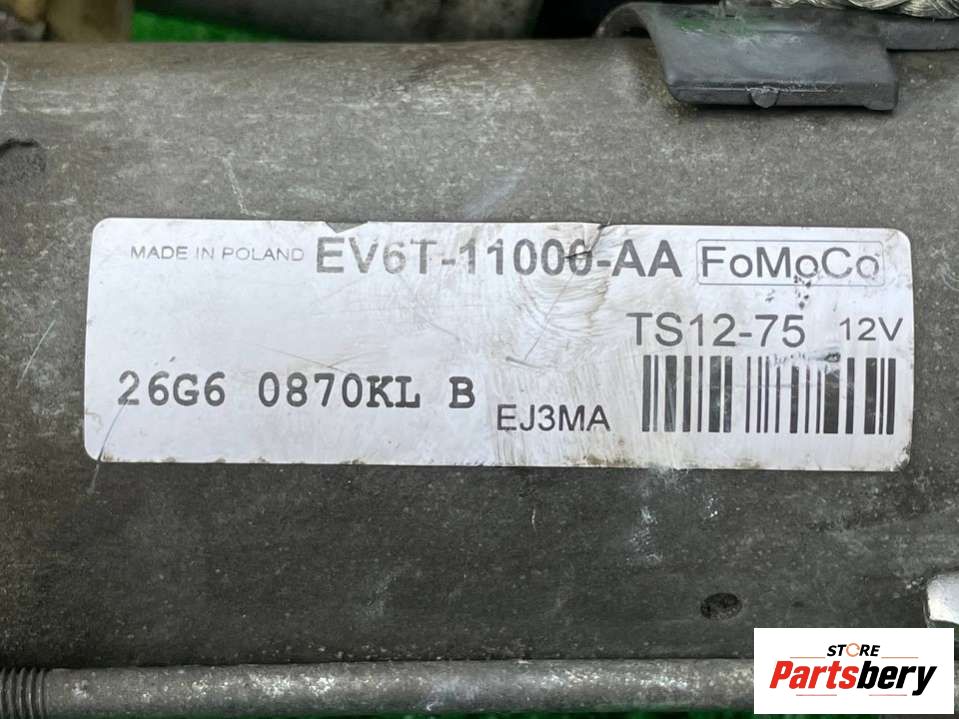 MADE IN POLAND EV6T-11000-AA FoMoCo
TS12-75 12V
26G6 0870KL B EJ3MA
STORE
Partsbery